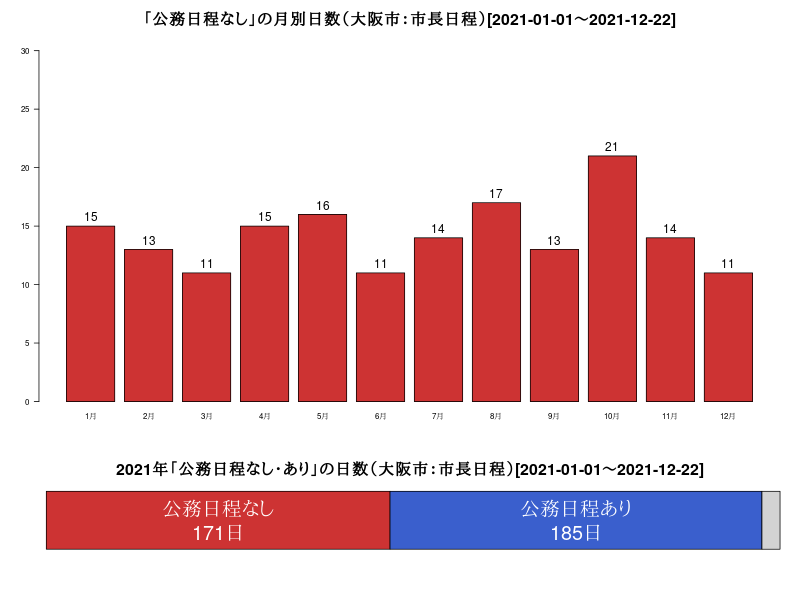 「公務日程なし」の月別日数(大阪市:市長日程)[2021-01-01〜2021-12-22]
30
25
20
15
10
5
0
15
13
11
15
16
11
14
17
13
21
14
11
1月
2月
3月
4月
5月
6月
7月
8月
9月
10月
11月
12月
2021年「公務日程なし・あり」の日数(大阪市:市長日程)[2021-01-01〜2021-12-22]
公務日程なし
171日
公務日程あり
185日